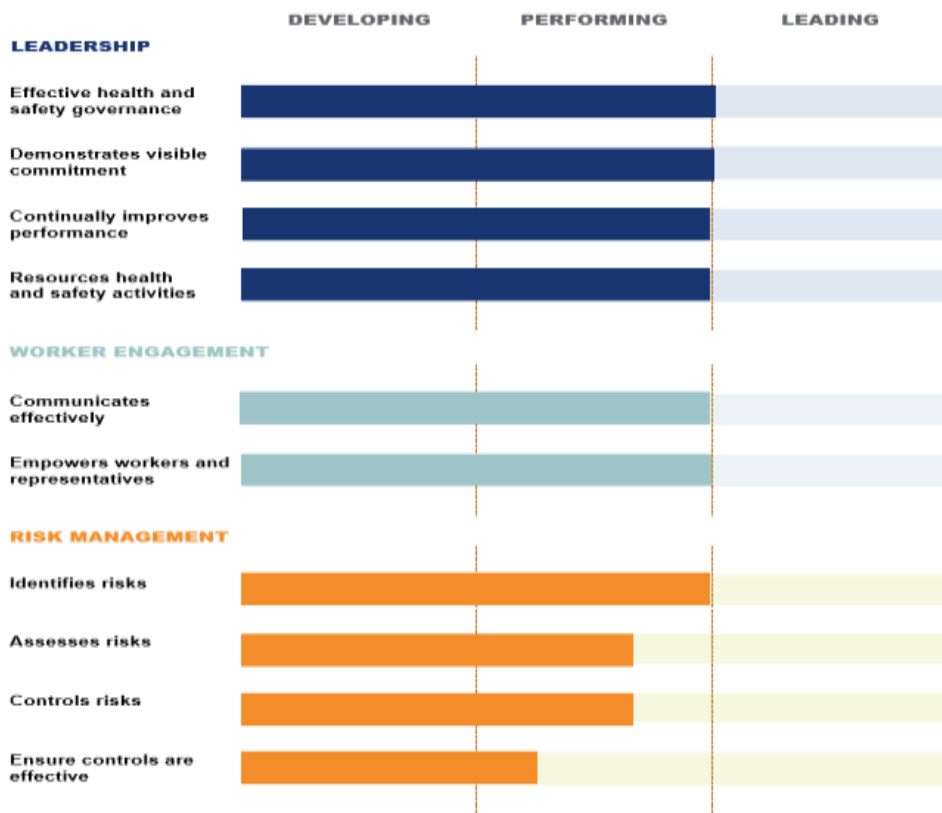 DEVELOPING PERFORMING LEADING
LEADERSHIP
Effective health and
safety governance
Demonstrates visible
commitment
Continually improves
performance
Resources health
and safety activities
WORKER ENGAGEMENT
Communicates
effectively
Empowers workers and
representatives
RISK MANAGEMENT
Identifies risks
Assesses risks
Controls risks
Ensure controls are
effective